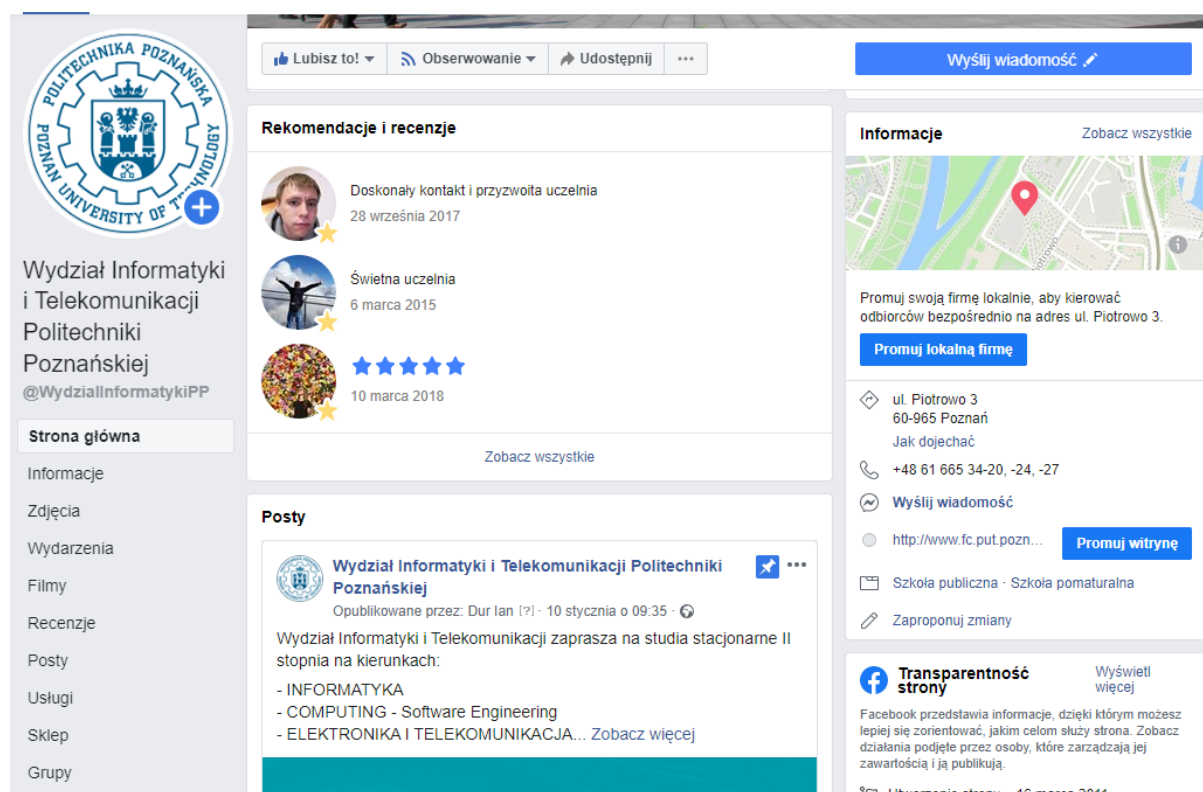 POLITECHNIKA POZNAŃSKA
POZNAN UNIVERSITY OF TECHNOLOGY
Wydział Informatyki
i Telekomunikacji
Politechniki
Poznańskiej
@WydzialInformatykiPP
Strona główna
Informacje
Zdjęcia
Wydarzenia
Filmy
Recenzje
Posty
Usługi
Sklep
Grupy
Lubisz to! Obserwowanie Udostępnij ...
Rekomendacje i recenzje
Doskonały kontakt i przyzwoita uczelnia
28 września 2017
Świetna uczelnia
6 marca 2015
10 marca 2018
Zobacz wszystkie
Posty
Wydział Informatyki i Telekomunikacji Politechniki
Poznańskiej
Opublikowane przez: Dur Ian [?] · 10 stycznia o 09:35 ·
Wydział Informatyki i Telekomunikacji zaprasza na studia stacjonarne II
stopnia na kierunkach:
- INFORMATYKA
- COMPUTING - Software Engineering
- ELEKTRONIKA I TELEKOMUNIKACJA... Zobacz więcej
Wyślij wiadomość
Informacje Zobacz wszystkie
Piotrowo
Promuj swoją firmę lokalnie, aby kierować
odbiorców bezpośrednio na adres ul. Piotrowo 3.
Promuj lokalną firmę
ul. Piotrowo 3
60-965 Poznań
Jak dojechać
+48 61 665 34-20, -24, -27
Wyślij wiadomość
http://www.fc.put.pozn... Promuj witrynę
Szkoła publiczna · Szkoła pomaturalna
Zaproponuj zmiany
Transparentność
strony
Wyświetl
więcej
Facebook przedstawia informacje, dzięki którym możesz
lepiej się zorientować, jakim celom służy strona. Zobacz
działania podjęte przez osoby, które zarządzają jej
zawartością i ją publikują.
Utworzenie strony – 16 marca 2011